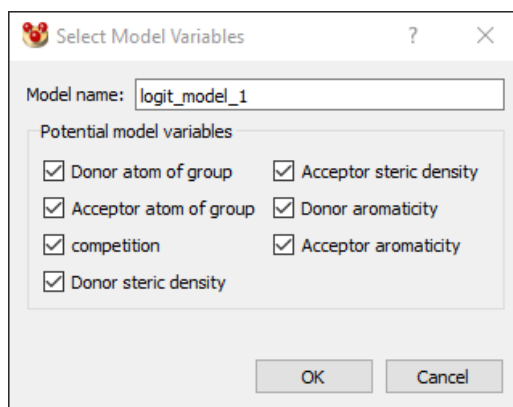 Select Model Variables ?
Model name: logit_model_1
Potential model variables
Donor atom of group Acceptor steric density
Acceptor atom of group Donor aromaticity
competition Acceptor aromaticity
Donor steric density
OK Cancel